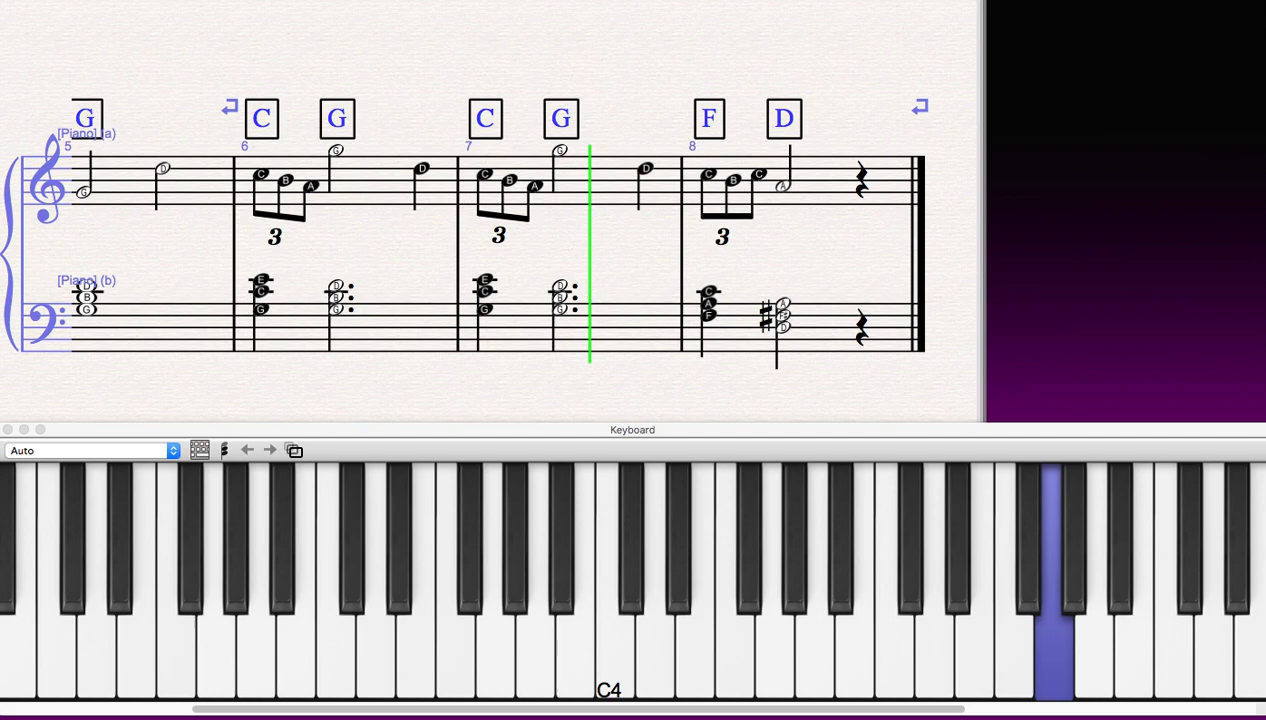 G C G C G F D
[Piano] (a)
5 6 7 8
G D C B A G D C B A G D C B C A
3 3 3
[Piano] (b)
D B G E C G D B G E C G D B G C A F A F# D
Keyboard
Auto
C4